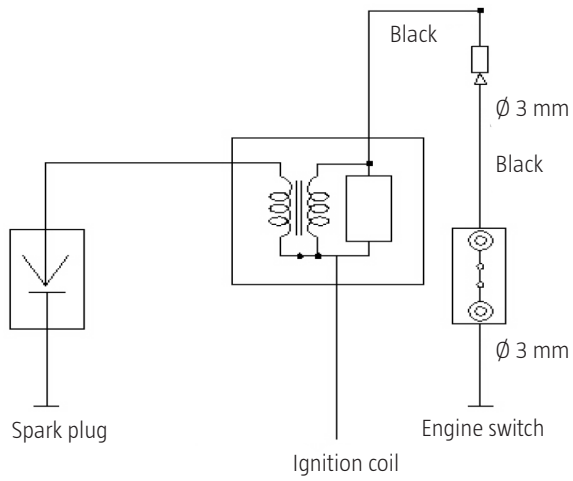 Black
Ø 3 mm
Black
Ø 3 mm
Spark plug
Engine switch
Ignition coil